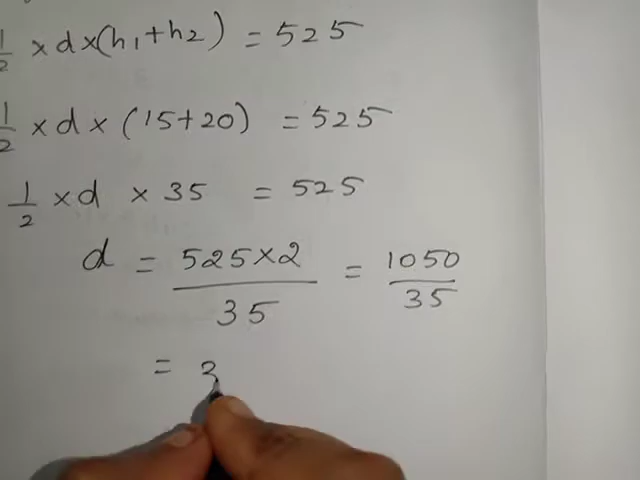 1/2 × d × (h1 + h2) = 525
1/2 × d × (15 + 20) = 525
1/2 × d × 35 = 525
d = 525 × 2 / 35 = 1050 / 35
= 3